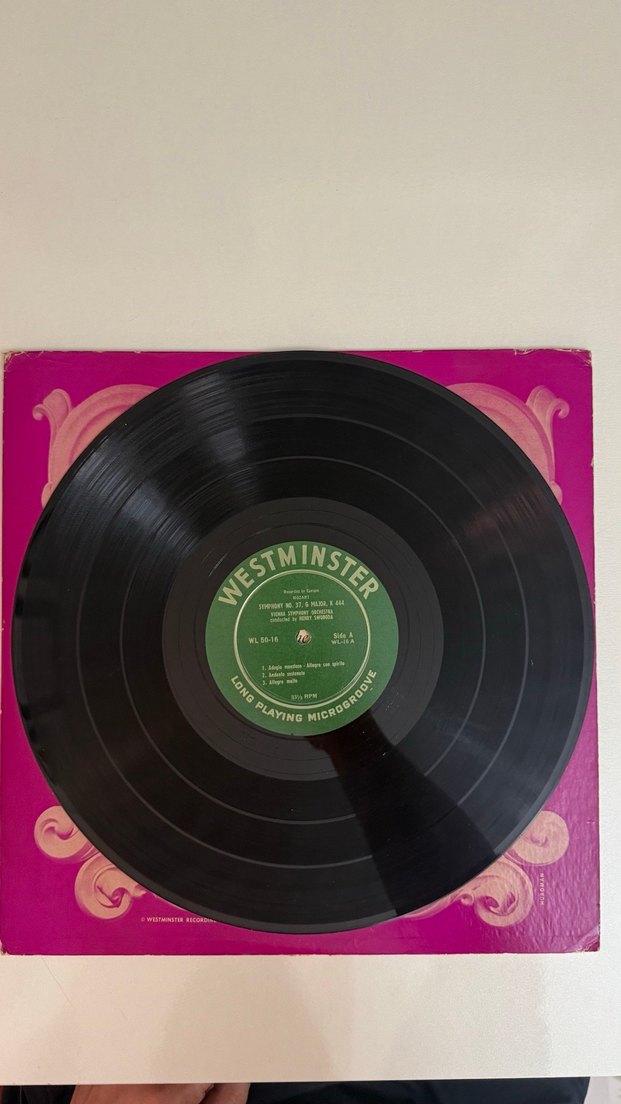 WESTMINSTER
Recorded in Europe
MOZART
SYMPHONY NO. 37, G MAJOR, K 444
VIENNA SYMPHONY ORCHESTRA
conducted by HENRY SWOBODA
WL 50-16
Side A
WL-16 A
1. Adagio maestoso - Allegro con spirito
2. Andante sostenuto
3. Allegro molto
33⅓ RPM
LONG PLAYING MICROGROOVE
© WESTMINSTER RECORDIN